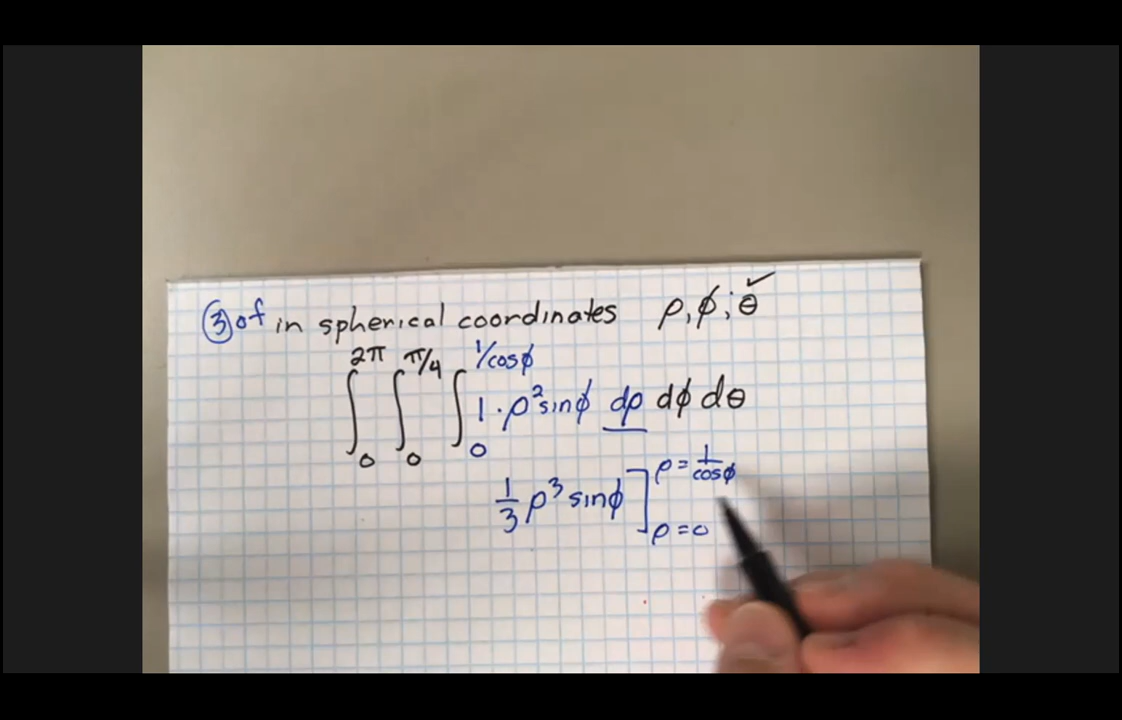 ③ of in spherical coordinates ρ, ϕ, θ ✓
∫₀^2π ∫₀^π/4 ∫₀^1/cosϕ 1 · ρ² sinϕ dρ dϕ dθ
1/3 ρ³ sinϕ ]_ρ=0^ρ=1/cosϕ